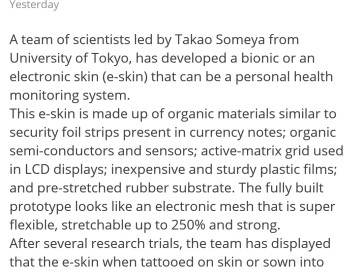 Yesterday
A team of scientists led by Takao Someya from
University of Tokyo, has developed a bionic or an
electronic skin (e-skin) that can be a personal health
monitoring system.
This e-skin is made up of organic materials similar to
security foil strips present in currency notes; organic
semi-conductors and sensors; active-matrix grid used
in LCD displays; inexpensive and sturdy plastic films;
and pre-stretched rubber substrate. The fully built
prototype looks like an electronic mesh that is super
flexible, stretchable up to 250% and strong.
After several research trials, the team has displayed
that the e-skin when tattooed on skin or sown into